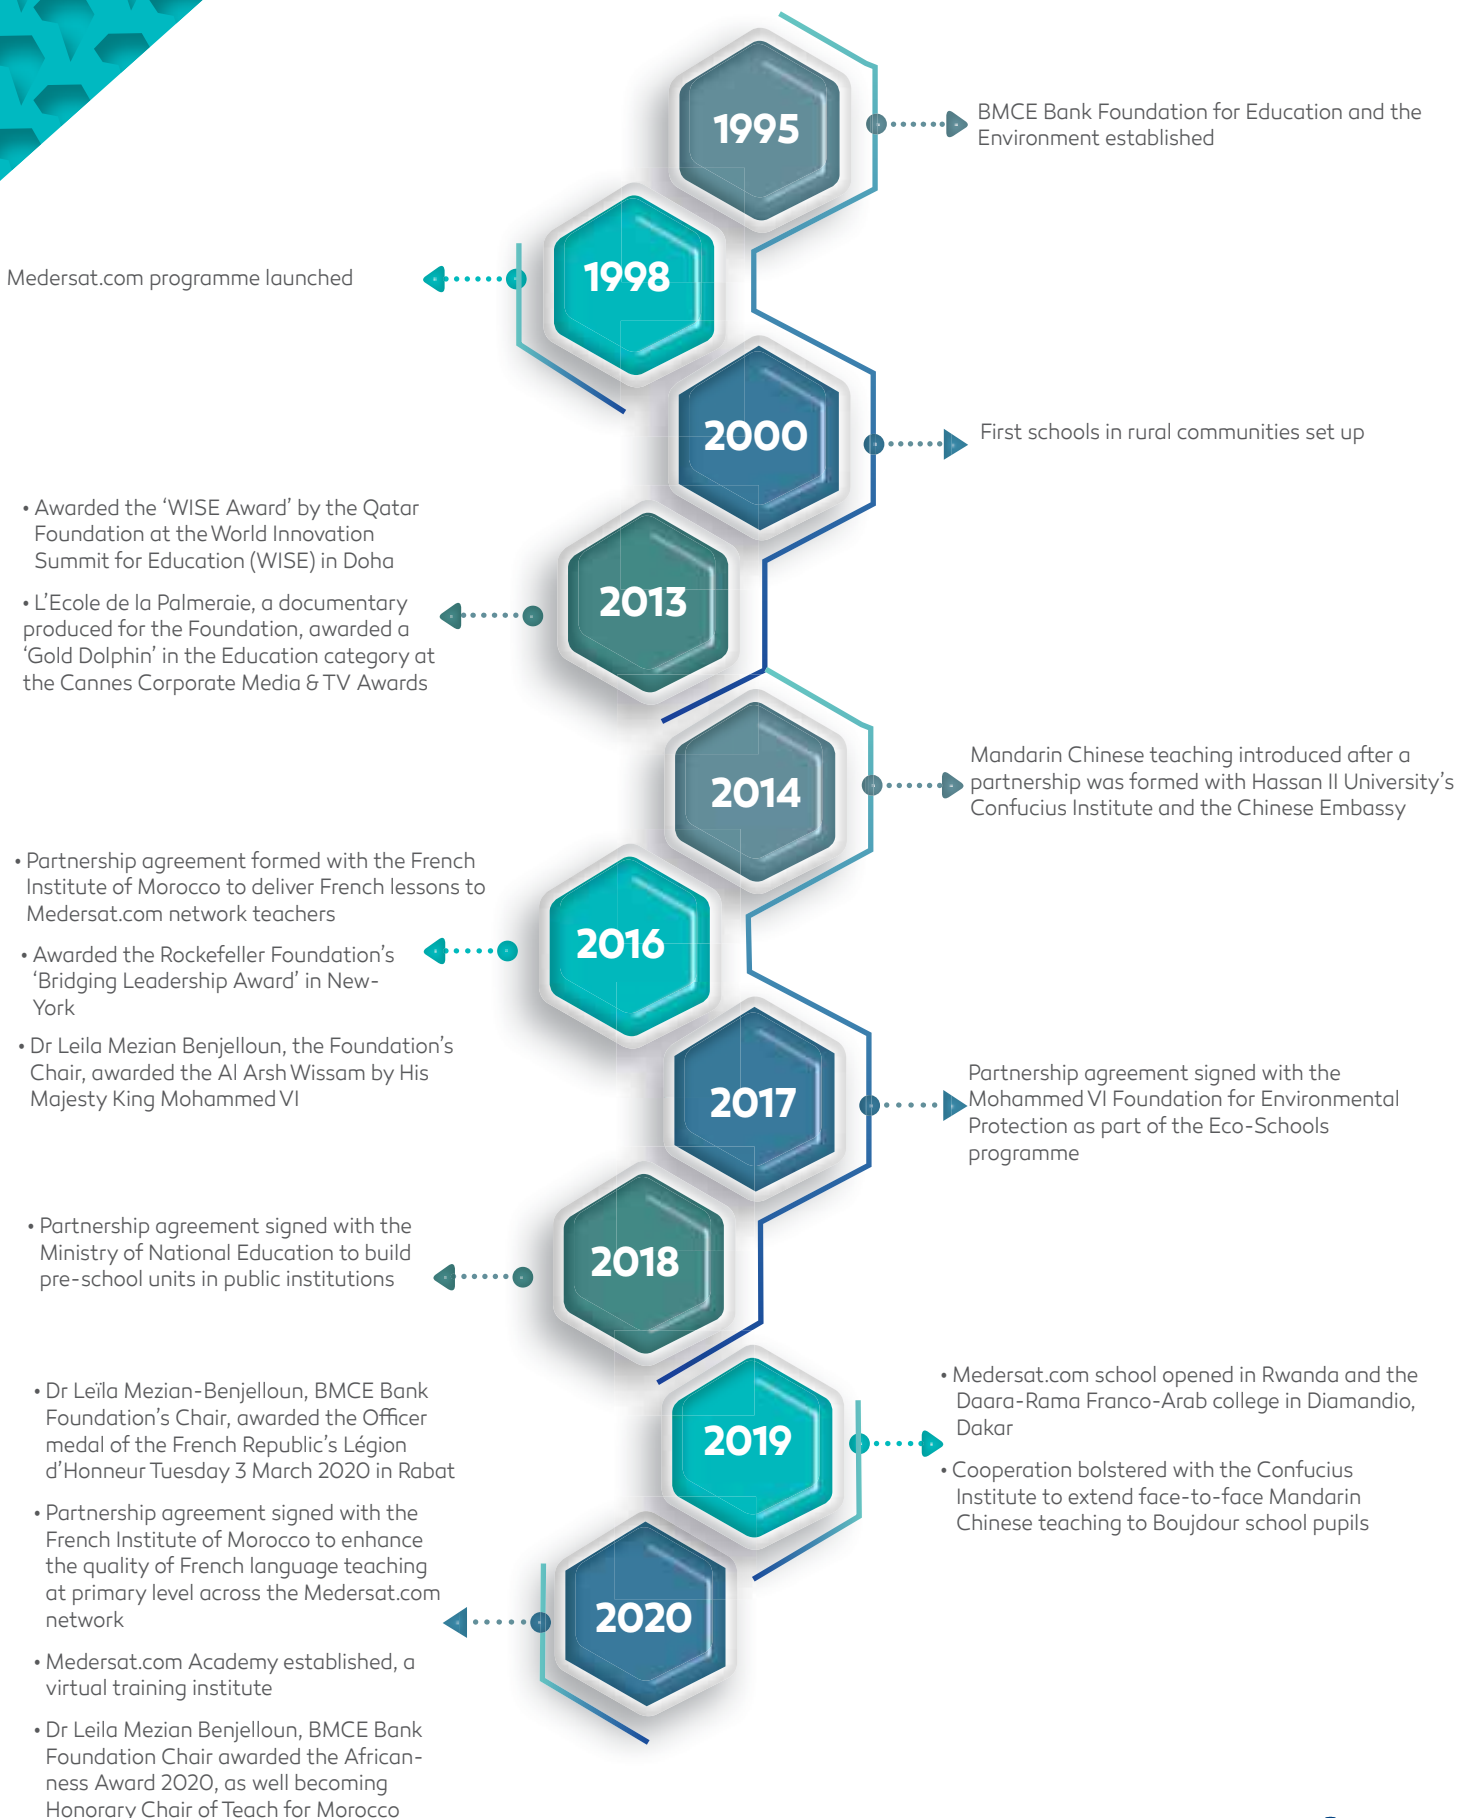 1995
BMCE Bank Foundation for Education and the
Environment established
1998
Medersat.com programme launched
2000
First schools in rural communities set up
2013
• Awarded the ‘WISE Award’ by the Qatar
Foundation at the World Innovation
Summit for Education (WISE) in Doha
• L’Ecole de la Palmeraie, a documentary
produced for the Foundation, awarded a
‘Gold Dolphin’ in the Education category at
the Cannes Corporate Media & TV Awards
2014
Mandarin Chinese teaching introduced after a
partnership was formed with Hassan II University’s
Confucius Institute and the Chinese Embassy
2016
• Partnership agreement formed with the French
Institute of Morocco to deliver French lessons to
Medersat.com network teachers
• Awarded the Rockefeller Foundation’s
‘Bridging Leadership Award’ in New-
York
• Dr Leila Mezian Benjelloun, the Foundation’s
Chair, awarded the Al Arsh Wissam by His
Majesty King Mohammed VI
2017
Partnership agreement signed with the
Mohammed VI Foundation for Environmental
Protection as part of the Eco-Schools
programme
2018
• Partnership agreement signed with the
Ministry of National Education to build
pre-school units in public institutions
2019
• Medersat.com school opened in Rwanda and the
Daara-Rama Franco-Arab college in Diamandio,
Dakar
• Cooperation bolstered with the Confucius
Institute to extend face-to-face Mandarin
Chinese teaching to Boujdour school pupils
2020
• Dr Leïla Mezian-Benjelloun, BMCE Bank
Foundation’s Chair, awarded the Officer
medal of the French Republic’s Légion
d’Honneur Tuesday 3 March 2020 in Rabat
• Partnership agreement signed with the
French Institute of Morocco to enhance
the quality of French language teaching
at primary level across the Medersat.com
network
• Medersat.com Academy established, a
virtual training institute
• Dr Leila Mezian Benjelloun, BMCE Bank
Foundation Chair awarded the African-
ness Award 2020, as well becoming
Honorary Chair of Teach for Morocco